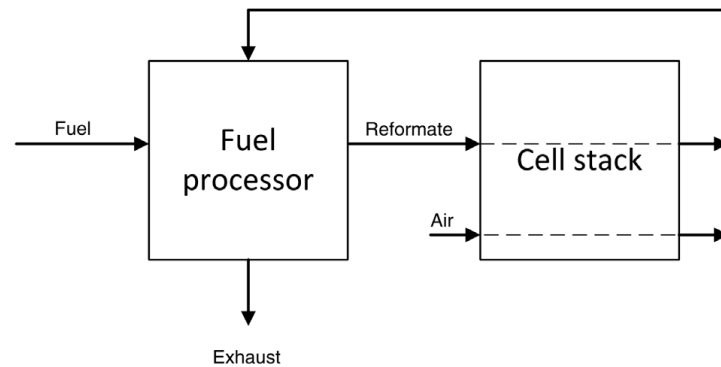 Fuel
Fuel
processor
Reformate
Cell stack
Air
Exhaust